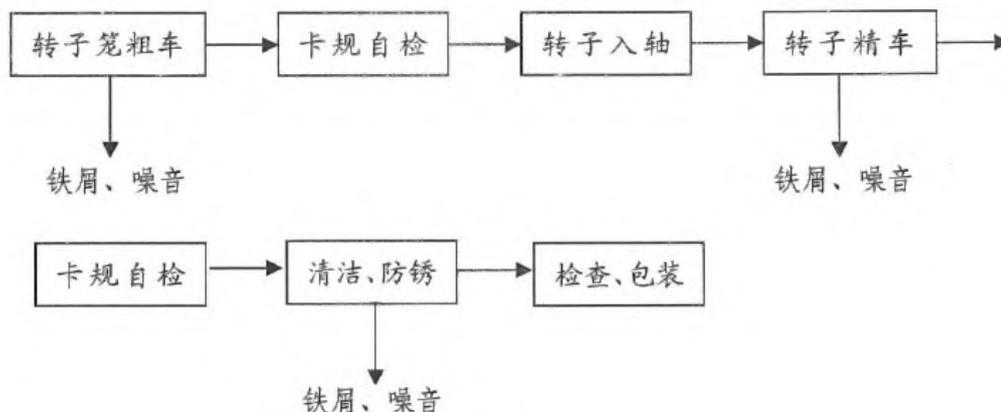 转子笼粗车 卡规自检 转子入轴 转子精车
铁屑、噪音 铁屑、噪音
卡规自检 清洁、防锈 检查、包装
铁屑、噪音